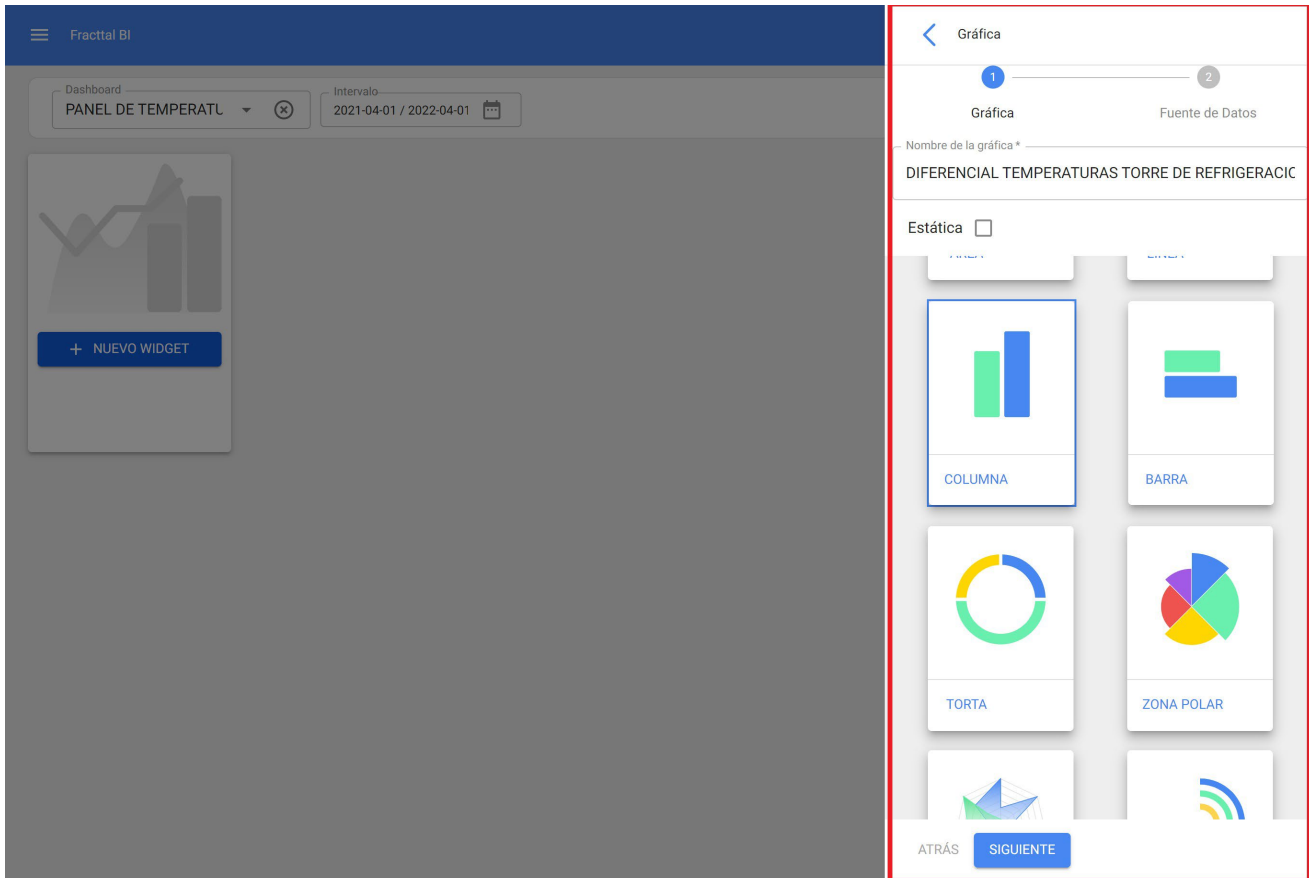 Fracttal BI
Dashboard
PANEL DE TEMPERATU
Intervalo
2021-04-01 / 2022-04-01
+ NUEVO WIDGET
Gráfica
1
2
Gráfica
Fuente de Datos
Nombre de la gráfica *
DIFERENCIAL TEMPERATURAS TORRE DE REFRIGERACIC
Estática
COLUMNA
BARRA
TORTA
ZONA POLAR
ATRÁS
SIGUIENTE